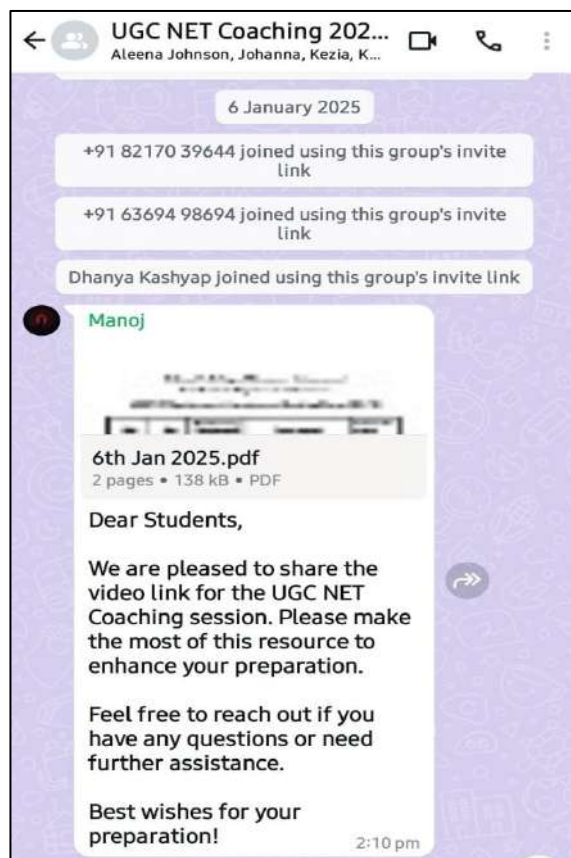 UGC NET Coaching 202...
Aleena Johnson, Johanna, Kezia, K...
6 January 2025
+91 82170 39644 joined using this group's invite
link
+91 63694 98694 joined using this group's invite
link
Dhanya Kashyap joined using this group's invite link
Manoj
6th Jan 2025.pdf
2 pages • 138 kB • PDF
Dear Students,
We are pleased to share the
video link for the UGC NET
Coaching session. Please make
the most of this resource to
enhance your preparation.
Feel free to reach out if you
have any questions or need
further assistance.
Best wishes for your
preparation!
2:10 pm